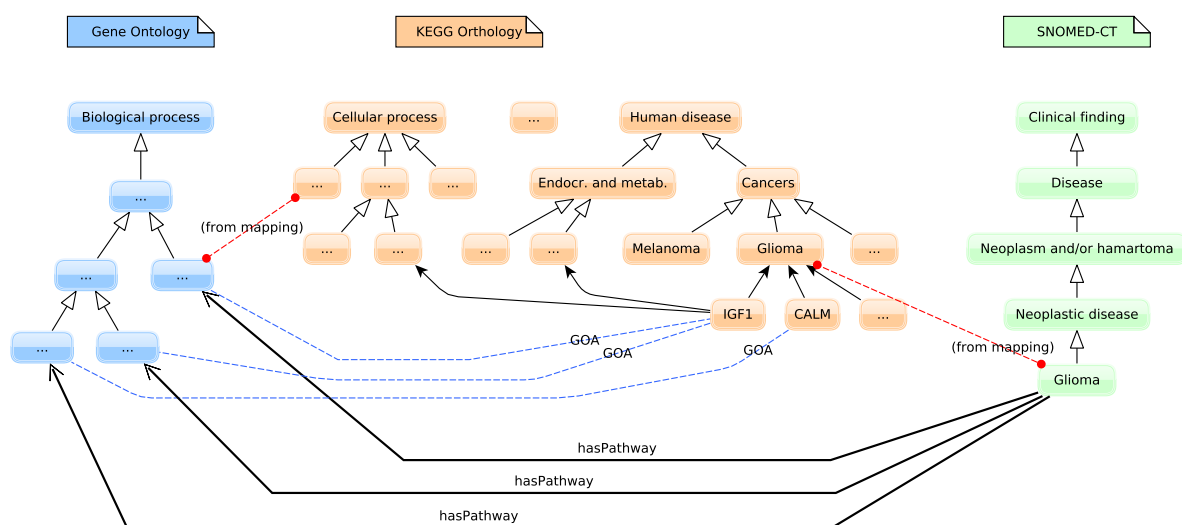 Gene Ontology
KEGG Orthology
SNOMED-CT
Biological process
Cellular process
...
Human disease
Clinical finding
...
...
...
...
Endocr. and metab.
Cancers
Disease
(from mapping)
...
...
...
...
Melanoma
Glioma
...
Neoplasm and/or hamartoma
...
...
IGF1
CALM
...
Neoplastic disease
...
...
GOA
GOA
GOA
(from mapping)
Glioma
hasPathway
hasPathway
hasPathway